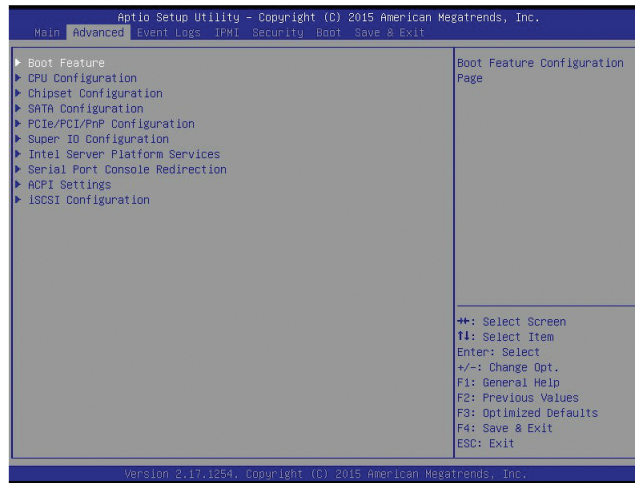 Aptio Setup Utility – Copyright (C) 2015 American Megatrends, Inc.
Main Advanced Event Logs IPMI Security Boot Save & Exit
▶ Boot Feature
▶ CPU Configuration
▶ Chipset Configuration
▶ SATA Configuration
▶ PCIe/PCI/PnP Configuration
▶ Super IO Configuration
▶ Intel Server Platform Services
▶ Serial Port Console Redirection
▶ ACPI Settings
▶ iSCSI Configuration
Boot Feature Configuration
Page
→←: Select Screen
↑↓: Select Item
Enter: Select
+/-: Change Opt.
F1: General Help
F2: Previous Values
F3: Optimized Defaults
F4: Save & Exit
ESC: Exit
Version 2.17.1254. Copyright (C) 2015 American Megatrends, Inc.